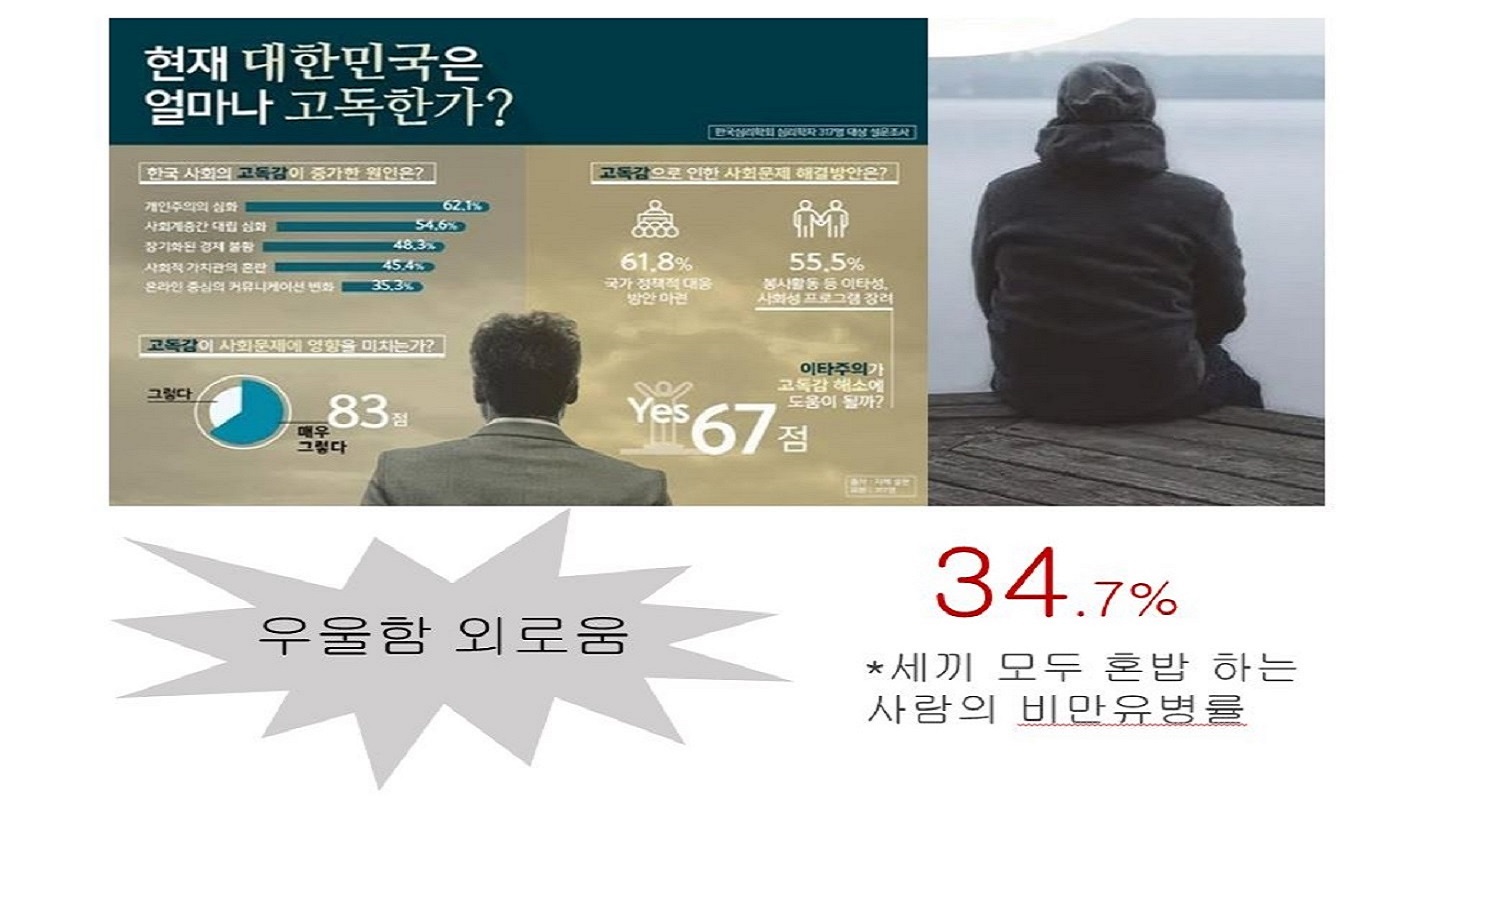 현재 대한민국은
얼마나 고독한가?
한국심리학회 심리학자 317명 대상 설문조사
한국 사회의 고독감이 증가한 원인은?
개인주의의 심화 62.1%
사회계층간 대립 심화 54.6%
장기화된 경제 불황 48.3%
사회적 가치관의 혼란 45.4%
온라인 중심의 커뮤니케이션 변화 35.3%
고독감이 사회문제에 영향을 미치는가?
그렇다
매우
그렇다
83점
고독감으로 인한 사회문제 해결방안은?
61.8%
국가 정책적 대응
방안 마련
55.5%
봉사활동 등 이타성,
사회성 프로그램 장려
이타주의가
고독감 해소에
도움이 될까?
Yes 67점
우울함 외로움
34.7%
*세끼 모두 혼밥 하는
사람의 비만유병률